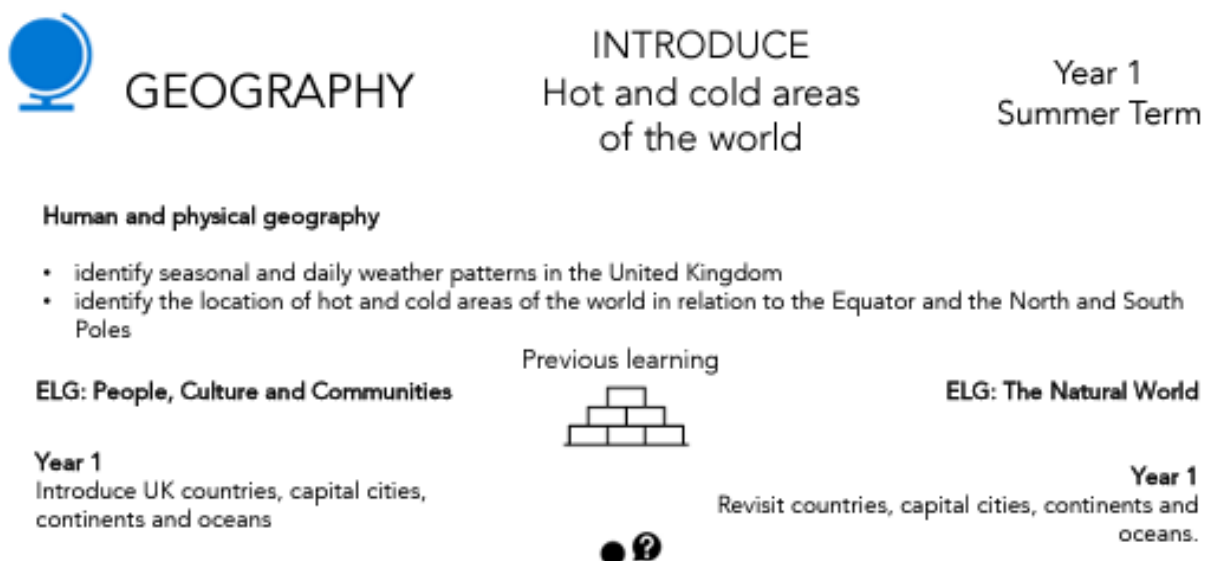 GEOGRAPHY
INTRODUCE
Hot and cold areas
of the world
Year 1
Summer Term
Human and physical geography
• identify seasonal and daily weather patterns in the United Kingdom
• identify the location of hot and cold areas of the world in relation to the Equator and the North and South
Poles
Previous learning
ELG: People, Culture and Communities
ELG: The Natural World
Year 1
Introduce UK countries, capital cities,
continents and oceans
Year 1
Revisit countries, capital cities, continents and
oceans.
?